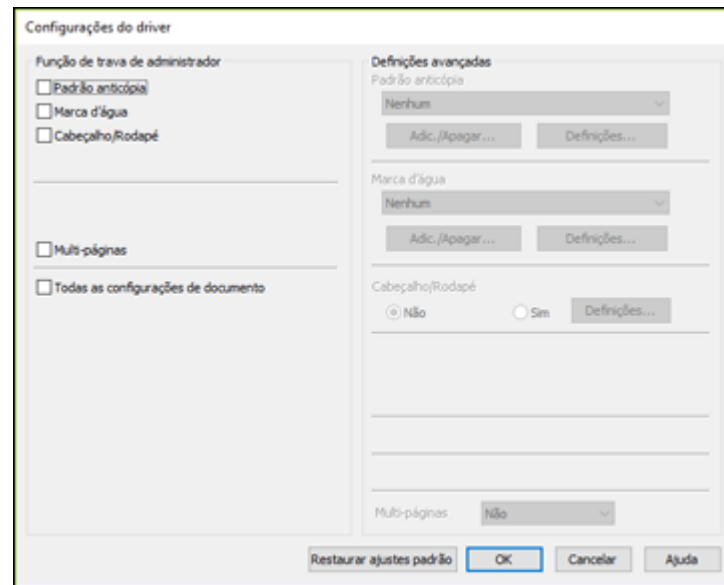 Configurações do driver
Função de trava de administrador
Padrão anticópia
Marca d'água
Cabeçalho/Rodapé
Multi-páginas
Todas as configurações de documento
Definições avançadas
Padrão anticópia
Nenhum
Adic./Apagar... Definições...
Marca d'água
Nenhum
Adic./Apagar... Definições...
Cabeçalho/Rodapé
Não Sim Definições...
Multi-páginas Não
Restaurar ajustes padrão OK Cancelar Ajuda